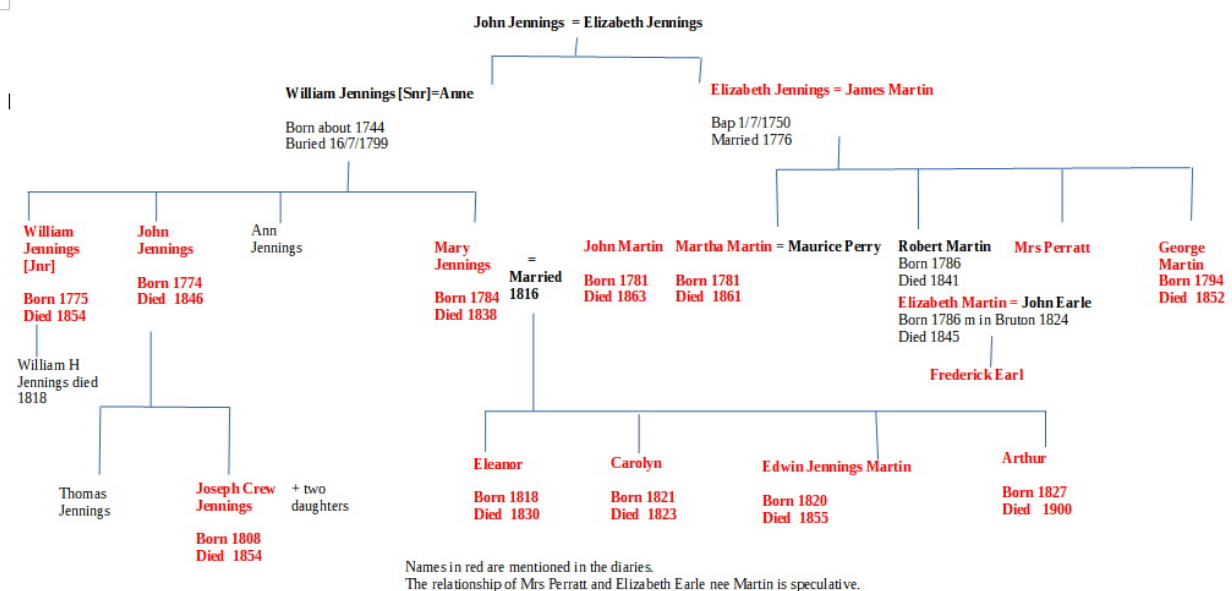 John Jennings = Elizabeth Jennings
William Jennings [Snr]=Anne
Born about 1744
Buried 16/7/1799
Elizabeth Jennings = James Martin
Bap 1/7/1750
Married 1776
William
Jennings
[Jnr]
Born 1775
Died 1854
John
Jennings
Born 1774
Died 1846
Ann
Jennings
Mary
Jennings
Born 1784
Died 1838
=
Married
1816
John Martin
Born 1781
Died 1863
Martha Martin = Maurice Perry
Born 1781
Died 1861
Robert Martin
Born 1786
Died 1841
Elizabeth Martin = John Earle
Born 1786 m in Bruton 1824
Died 1845
Mrs Perratt
George
Martin
Born 1794
Died 1852
William H
Jennings died
1818
Frederick Earl
Thomas
Jennings
Joseph Crew
Jennings
Born 1808
Died 1854
+ two
daughters
Eleanor
Born 1818
Died 1830
Carolyn
Born 1821
Died 1823
Edwin Jennings Martin
Born 1820
Died 1855
Arthur
Born 1827
Died 1900
Names in red are mentioned in the diaries.
The relationship of Mrs Perratt and Elizabeth Earle nee Martin is speculative.